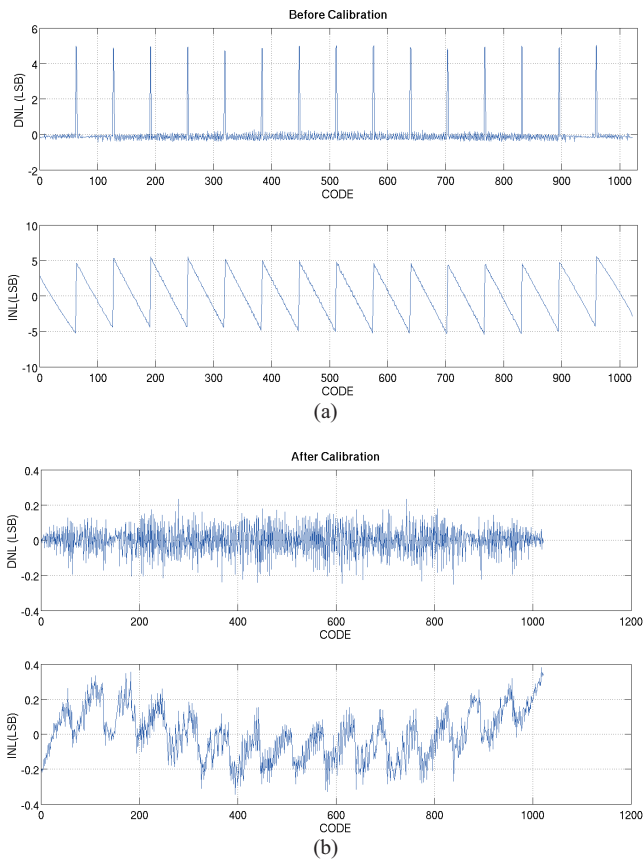 Before Calibration
6
4
2
0
-2
DNL (LSB)
0 100 200 300 400 500 600 700 800 900 1000
CODE
10
5
0
-5
-10
INL(LSB)
0 100 200 300 400 500 600 700 800 900 1000
CODE
(a)
After Calibration
0.4
0.2
0
-0.2
-0.4
DNL (LSB)
0 200 400 600 800 1000 1200
CODE
0.4
0.2
0
-0.2
-0.4
INL(LSB)
0 200 400 600 800 1000 1200
CODE
(b)